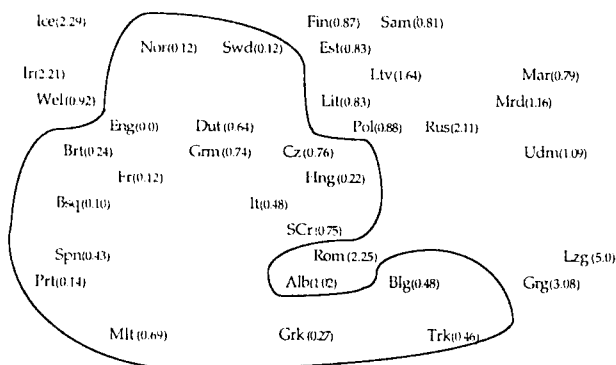 Ice(2.29) Fin(0.87) Sam(0.81)
Nor(0.12) Swd(0.12) Est(0.83)
Ir(2.21) Ltv(1.64) Mar(0.79)
Wel(0.92) Lit(0.83) Mrd(1.16)
Eng(0.0) Dut(0.64) Pol(0.88) Rus(2.11)
Brt(0.24) Grm(0.74) Cz(0.76) Udm(1.09)
Fr(0.12) Hng(0.22)
Bsq(0.10) It(0.48)
SCr(0.75)
Spn(0.43) Rom(2.25) Lzg(5.0)
Prt(0.14) Alb(1.02) Blg(0.48) Grg(3.08)
Mlt(0.69) Grk(0.27) Trk(0.46)